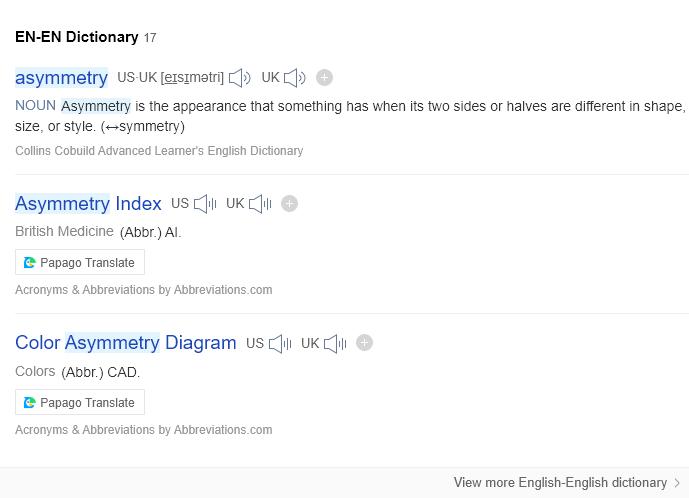 EN-EN Dictionary 17
asymmetry US·UK [eɪsɪmətri] UK
NOUN Asymmetry is the appearance that something has when its two sides or halves are different in shape,
size, or style. (↔symmetry)
Collins Cobuild Advanced Learner's English Dictionary
Asymmetry Index US UK
British Medicine (Abbr.) AI.
Papago Translate
Acronyms & Abbreviations by Abbreviations.com
Color Asymmetry Diagram US UK
Colors (Abbr.) CAD.
Papago Translate
Acronyms & Abbreviations by Abbreviations.com
View more English-English dictionary